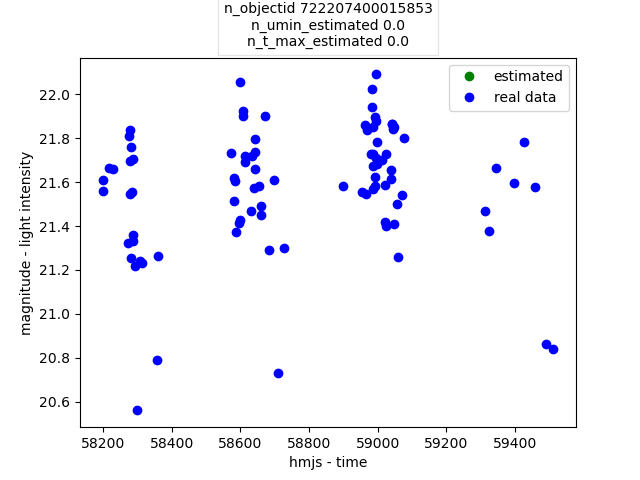 n_objectid 722207400015853
n_umin_estimated 0.0
n_t_max_estimated 0.0
estimated
real data
magnitude - light intensity
22.0
21.8
21.6
21.4
21.2
21.0
20.8
20.6
58200 58400 58600 58800 59000 59200 59400
hmjs - time